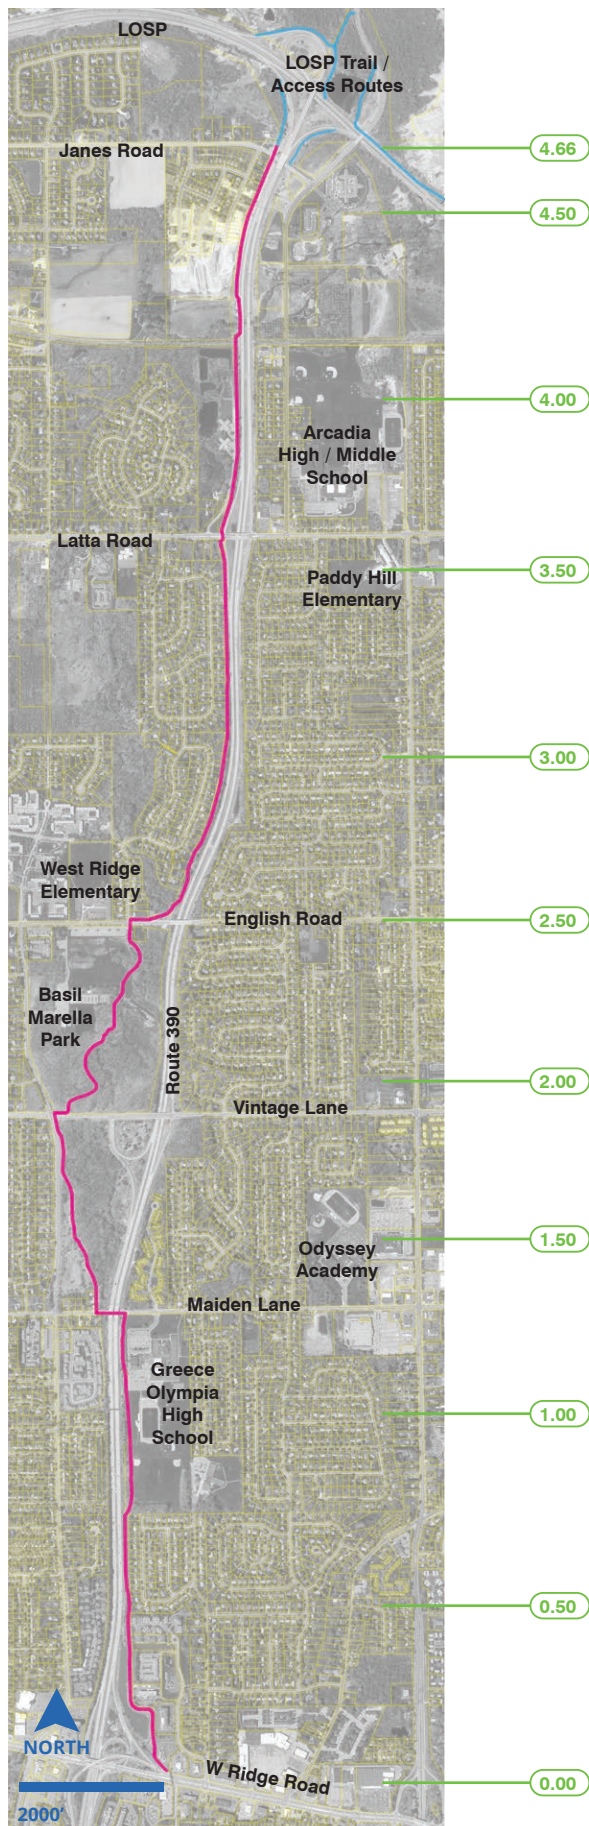 LOSP
LOSP Trail /
Access Routes
Janes Road
4.66
4.50
4.00
Arcadia
High / Middle
School
Latta Road
3.50
Paddy Hill
Elementary
3.00
West Ridge
Elementary
English Road
2.50
Basil
Marella
Park
Route 390
2.00
Vintage Lane
1.50
Odyssey
Academy
Maiden Lane
Greece
Olympia
High
School
1.00
0.50
NORTH
W Ridge Road
0.00
2000'